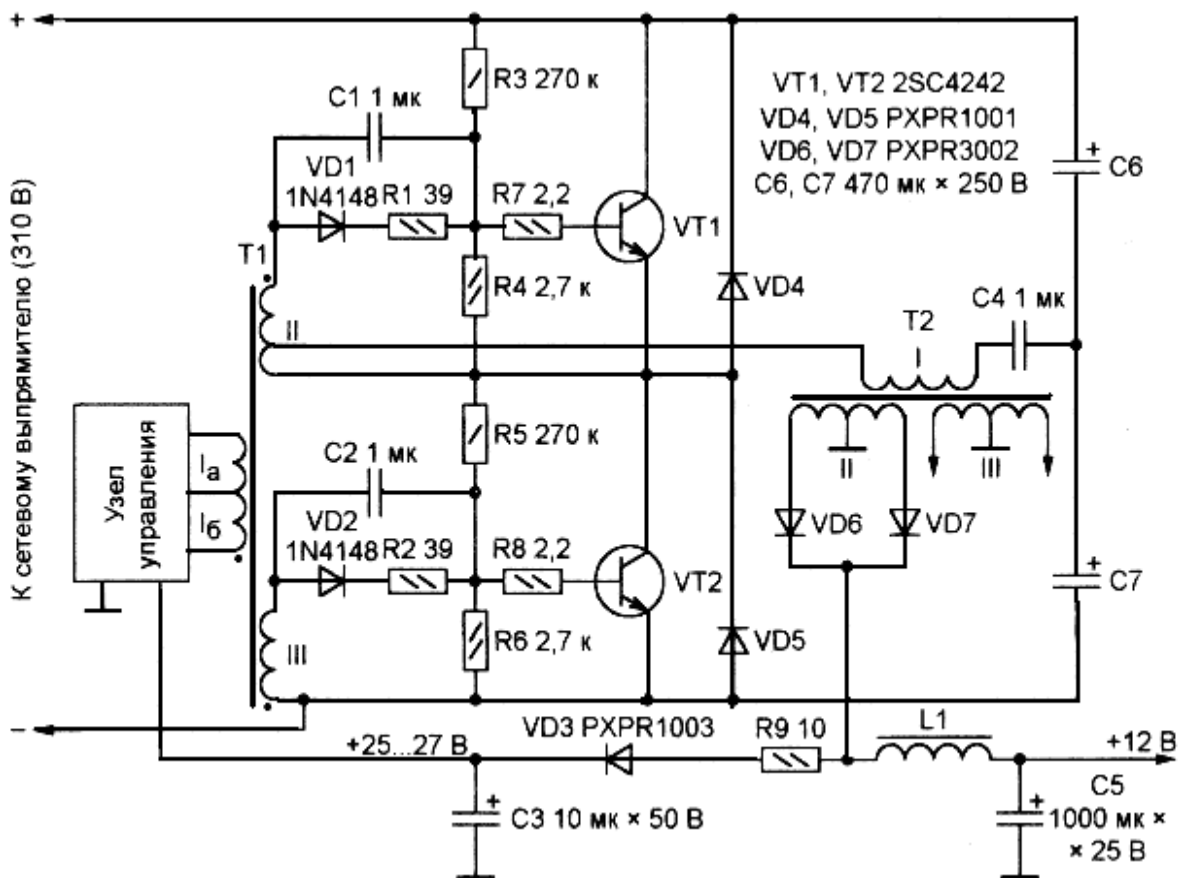 +
R3 270 к
C1 1 мк
VD1
1N4148
R1 39
R7 2,2
VT1
VT1, VT2 2SC4242
VD4, VD5 PXPR1001
VD6, VD7 PXPR3002
C6, C7 470 мк × 250 В
+
C6
К сетевому выпрямителю (310 В)
T1
R4 2,7 к
VD4
II
T2
I
C4 1 мк
Узел
управления
Iа
Iб
R5 270 к
C2 1 мк
VD2
1N4148
R2 39
R8 2,2
VT2
II
III
VD6
VD7
+
C7
III
R6 2,7 к
VD5
–
+25...27 В
VD3 PXPR1003
R9 10
L1
+12 В
+
C3 10 мк × 50 В
+
C5
1000 мк ×
× 25 В